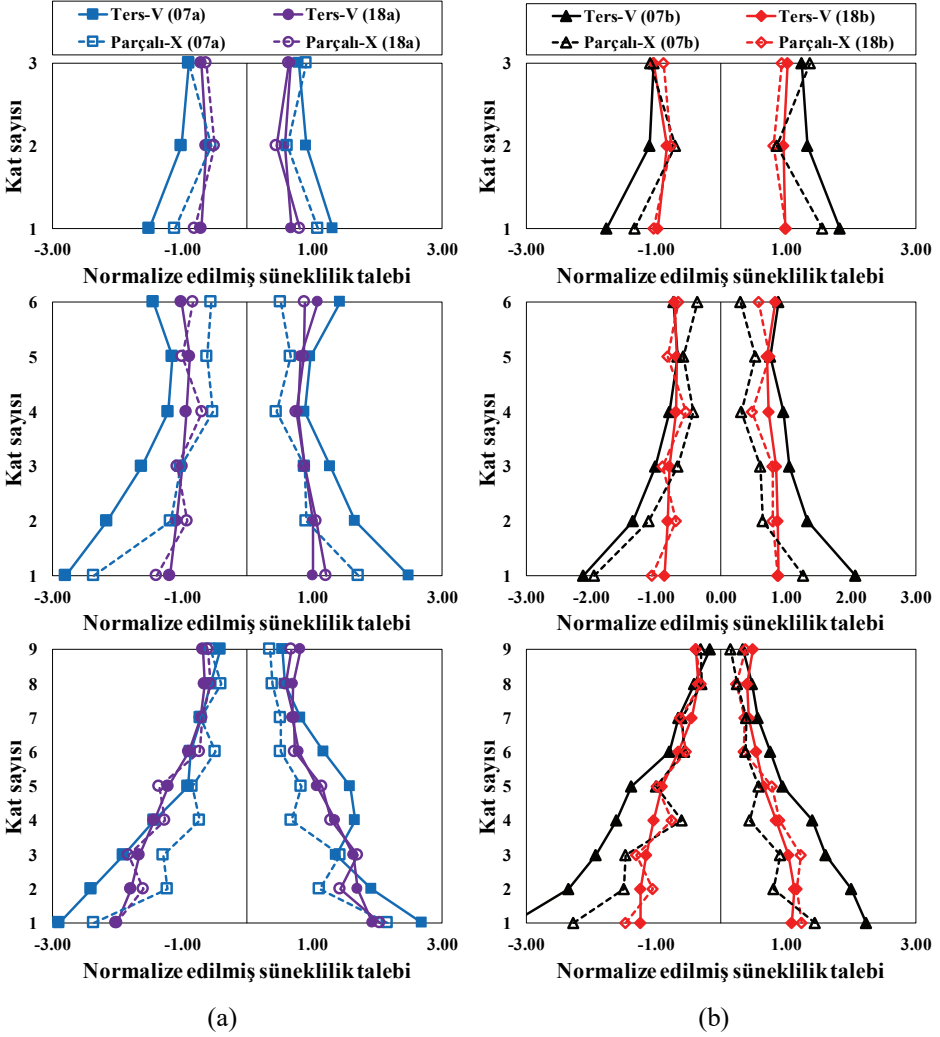 Ters-V (07a) Ters-V (18a)
Parçalı-X (07a) Parçalı-X (18a)
3
2
1
Kat sayısı
-3.00 -1.00 1.00 3.00
Normalize edilmiş süneklilik talebi
6
5
4
3
2
1
Kat sayısı
-3.00 -1.00 1.00 3.00
Normalize edilmiş süneklilik talebi
9
8
7
6
5
4
3
2
1
Kat sayısı
-3.00 -1.00 1.00 3.00
Normalize edilmiş süneklilik talebi
(a)
Ters-V (07b) Ters-V (18b)
Parçalı-X (07b) Parçalı-X (18b)
3
2
1
Kat sayısı
-3.00 -1.00 1.00 3.00
Normalize edilmiş süneklilik talebi
6
5
4
3
2
1
Kat sayısı
-3.00 -2.00 -1.00 0.00 1.00 2.00 3.00
Normalize edilmiş süneklilik talebi
9
8
7
6
5
4
3
2
1
Kat sayısı
-3.00 -1.00 1.00 3.00
Normalize edilmiş süneklilik talebi
(b)